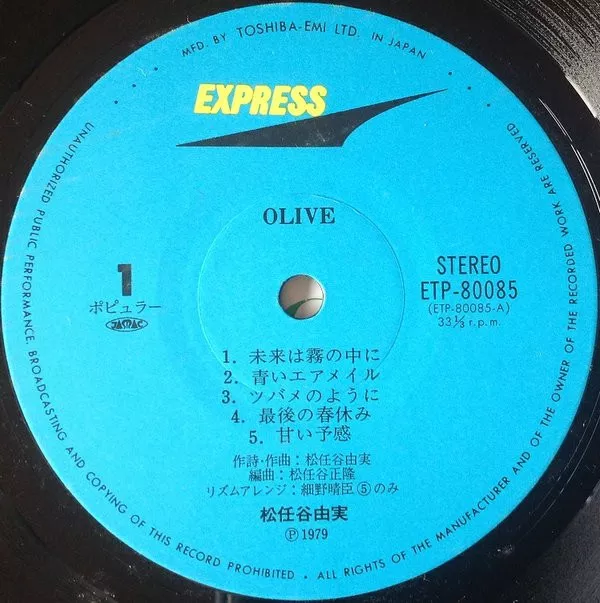 MFD. BY TOSHIBA-EMI LTD. IN JAPAN
EXPRESS
OLIVE
1
ポピュラー
JASRAC
STEREO
ETP-80085
(ETP-80085-A)
33⅓ r.p.m.
1. 未来は霧の中に
2. 青いエアメイル
3. ツバメのように
4. 最後の春休み
5. 甘い予感
作詩・作曲：松任谷由実
編曲：松任谷正隆
リズムアレンジ：細野晴臣 ⑤のみ
松任谷由実
Ⓟ 1979
UNAUTHORIZED PUBLIC PERFORMANCE, BROADCASTING AND COPYING OF THIS RECORD PROHIBITED · ALL RIGHTS OF THE MANUFACTURER AND OF THE OWNER OF THE RECORDED WORK ARE RESERVED